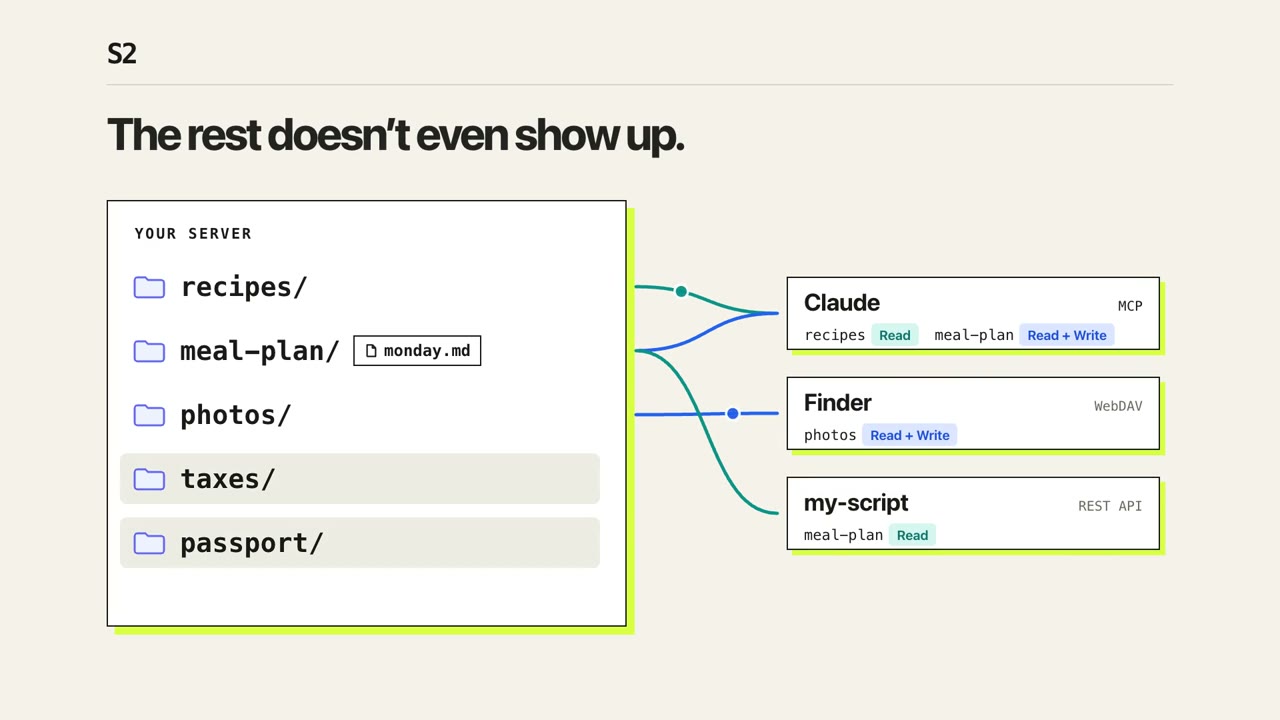 S2
The rest doesn't even show up.
YOUR SERVER
recipes/
meal-plan/ monday.md
photos/
taxes/
passport/
Claude MCP
recipes Read meal-plan Read + Write
Finder WebDAV
photos Read + Write
my-script REST API
meal-plan Read